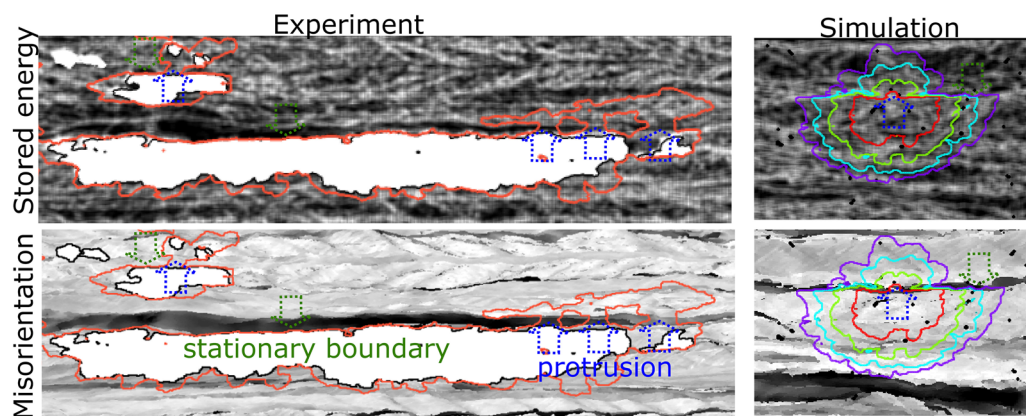 Experiment
Simulation
Stored energy
Misorientation
stationary boundary
protrusion